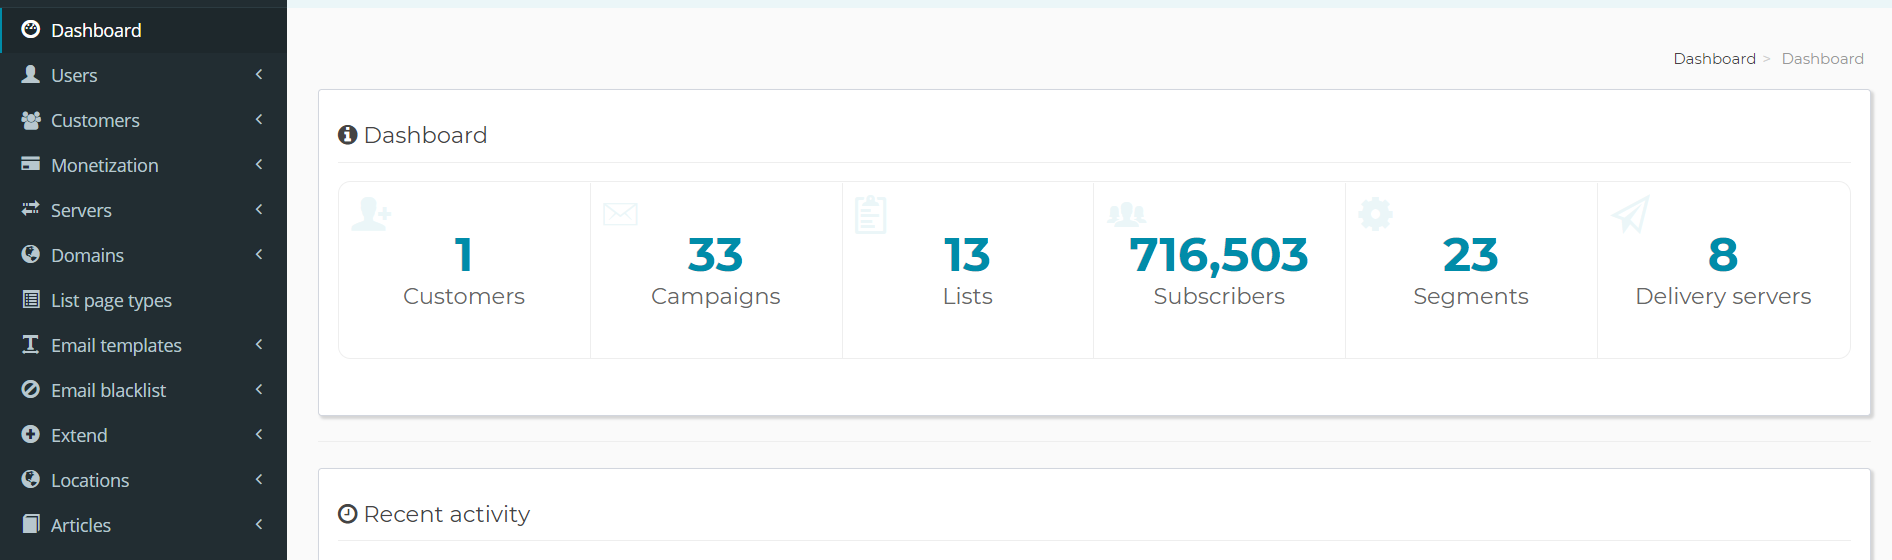 Dashboard
Users
Customers
Monetization
Servers
Domains
List page types
Email templates
Email blacklist
Extend
Locations
Articles
Dashboard > Dashboard
Dashboard
1
Customers
33
Campaigns
13
Lists
716,503
Subscribers
23
Segments
8
Delivery servers
Recent activity